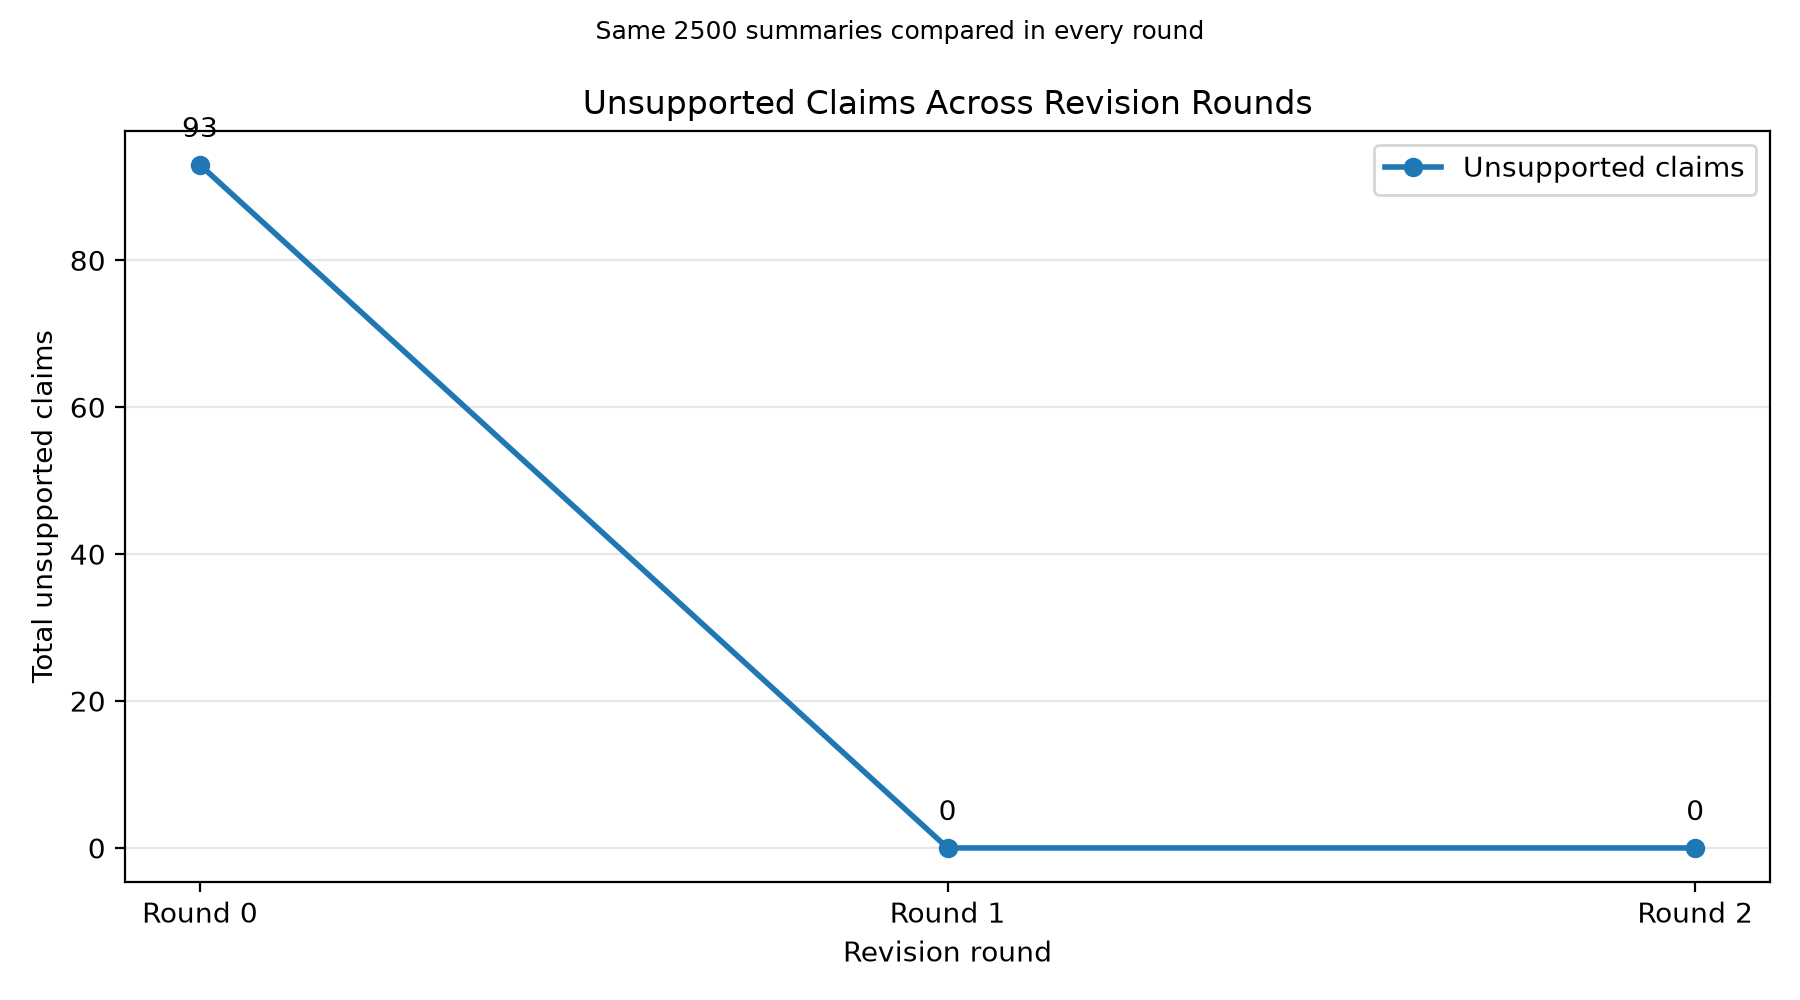 Same 2500 summaries compared in every round
Unsupported Claims Across Revision Rounds
93
Unsupported claims
80
60
40
20
0
Total unsupported claims
0
0
Round 0
Round 1
Round 2
Revision round